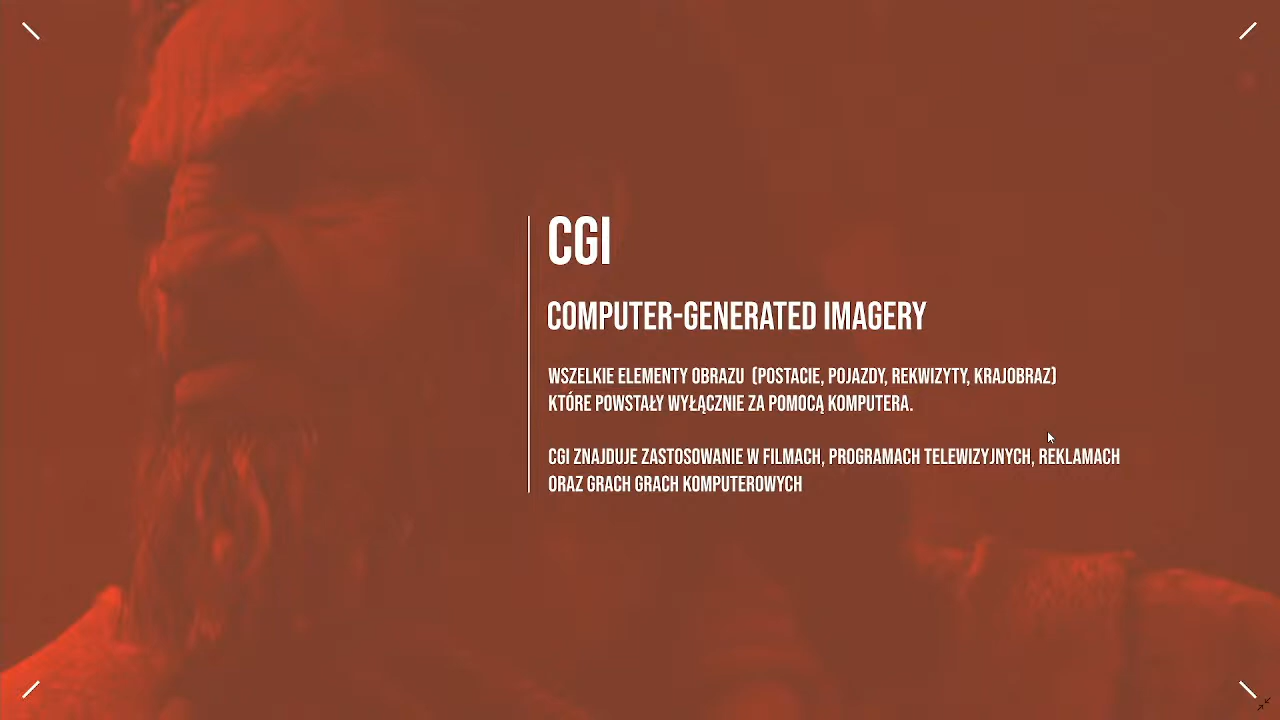 CGI
COMPUTER-GENERATED IMAGERY
WSZELKIE ELEMENTY OBRAZU (POSTACIE, POJAZDY, REKWIZYTY, KRAJOBRAZ)
KTÓRE POWSTAŁY WYŁĄCZNIE ZA POMOCĄ KOMPUTERA.
CGI ZNAJDUJE ZASTOSOWANIE W FILMACH, PROGRAMACH TELEWIZYJNYCH, REKLAMACH
ORAZ GRACH GRACH KOMPUTEROWYCH